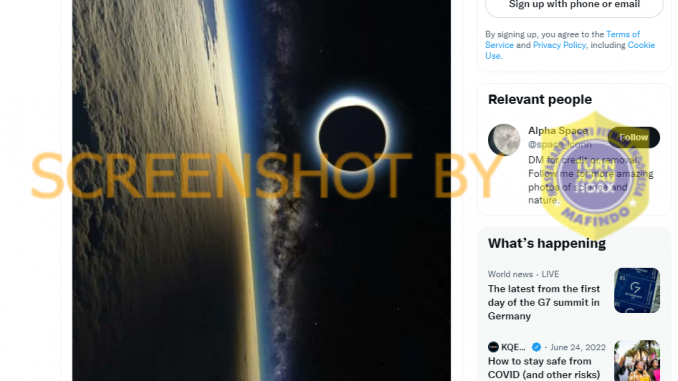 Sign up with phone or email
By signing up, you agree to the Terms of
Service and Privacy Policy, including Cookie
Use.
Relevant people
Alpha Space
Follow
DM for credit or removal.
Follow me for more amazing
photos of science and
nature.
SCREENSHOT BY
TURN
BACK
HOAX
MAFINDO
What's happening
World news · LIVE
The latest from the first
day of the G7 summit in
Germany
KQE... · June 24, 2022
How to stay safe from
COVID (and other risks)